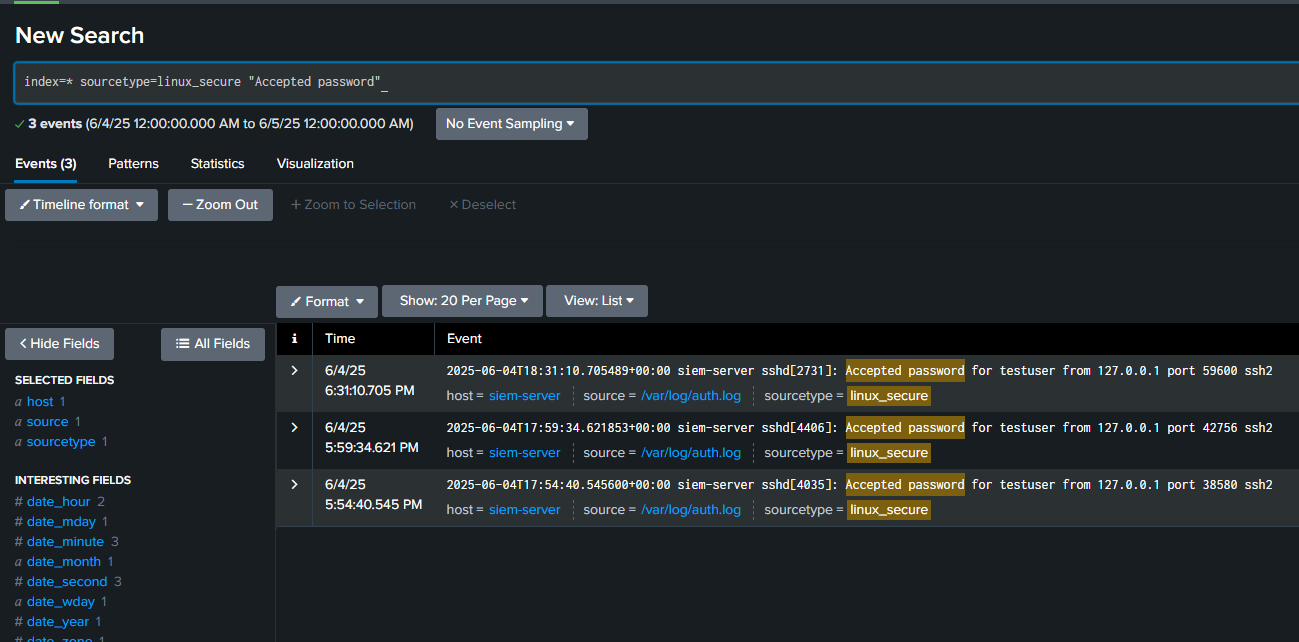 New Search
index=* sourcetype=linux_secure "Accepted password"_
✓ 3 events (6/4/25 12:00:00.000 AM to 6/5/25 12:00:00.000 AM) No Event Sampling ▾
Events (3) Patterns Statistics Visualization
Timeline format ▾ — Zoom Out + Zoom to Selection × Deselect
Format ▾ Show: 20 Per Page ▾ View: List ▾
< Hide Fields All Fields
SELECTED FIELDS
a host 1
a source 1
a sourcetype 1
INTERESTING FIELDS
# date_hour 2
# date_mday 1
# date_minute 3
a date_month 1
# date_second 3
a date_wday 1
# date_year 1
# date_zone 1
i Time Event
> 6/4/25 2025-06-04T18:31:10.705489+00:00 siem-server sshd[2731]: Accepted password for testuser from 127.0.0.1 port 59600 ssh2
6:31:10.705 PM host = siem-server source = /var/log/auth.log sourcetype = linux_secure
> 6/4/25 2025-06-04T17:59:34.621853+00:00 siem-server sshd[4406]: Accepted password for testuser from 127.0.0.1 port 42756 ssh2
5:59:34.621 PM host = siem-server source = /var/log/auth.log sourcetype = linux_secure
> 6/4/25 2025-06-04T17:54:40.545600+00:00 siem-server sshd[4035]: Accepted password for testuser from 127.0.0.1 port 38580 ssh2
5:54:40.545 PM host = siem-server source = /var/log/auth.log sourcetype = linux_secure